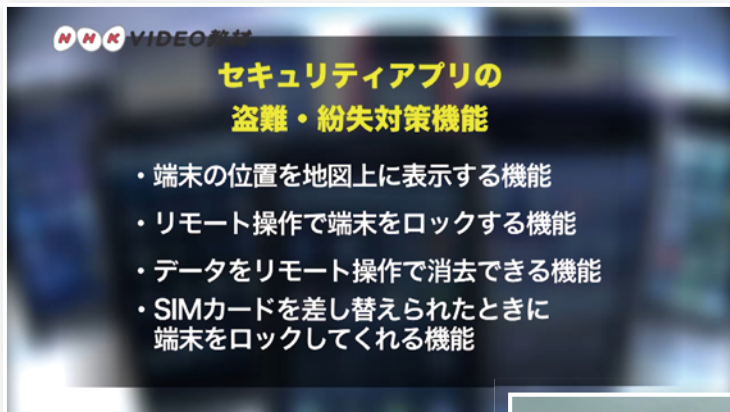 NHK VIDEO教材
セキュリティアプリの
盗難・紛失対策機能
・端末の位置を地図上に表示する機能
・リモート操作で端末をロックする機能
・データをリモート操作で消去できる機能
・SIMカードを差し替えられたときに
端末をロックしてくれる機能